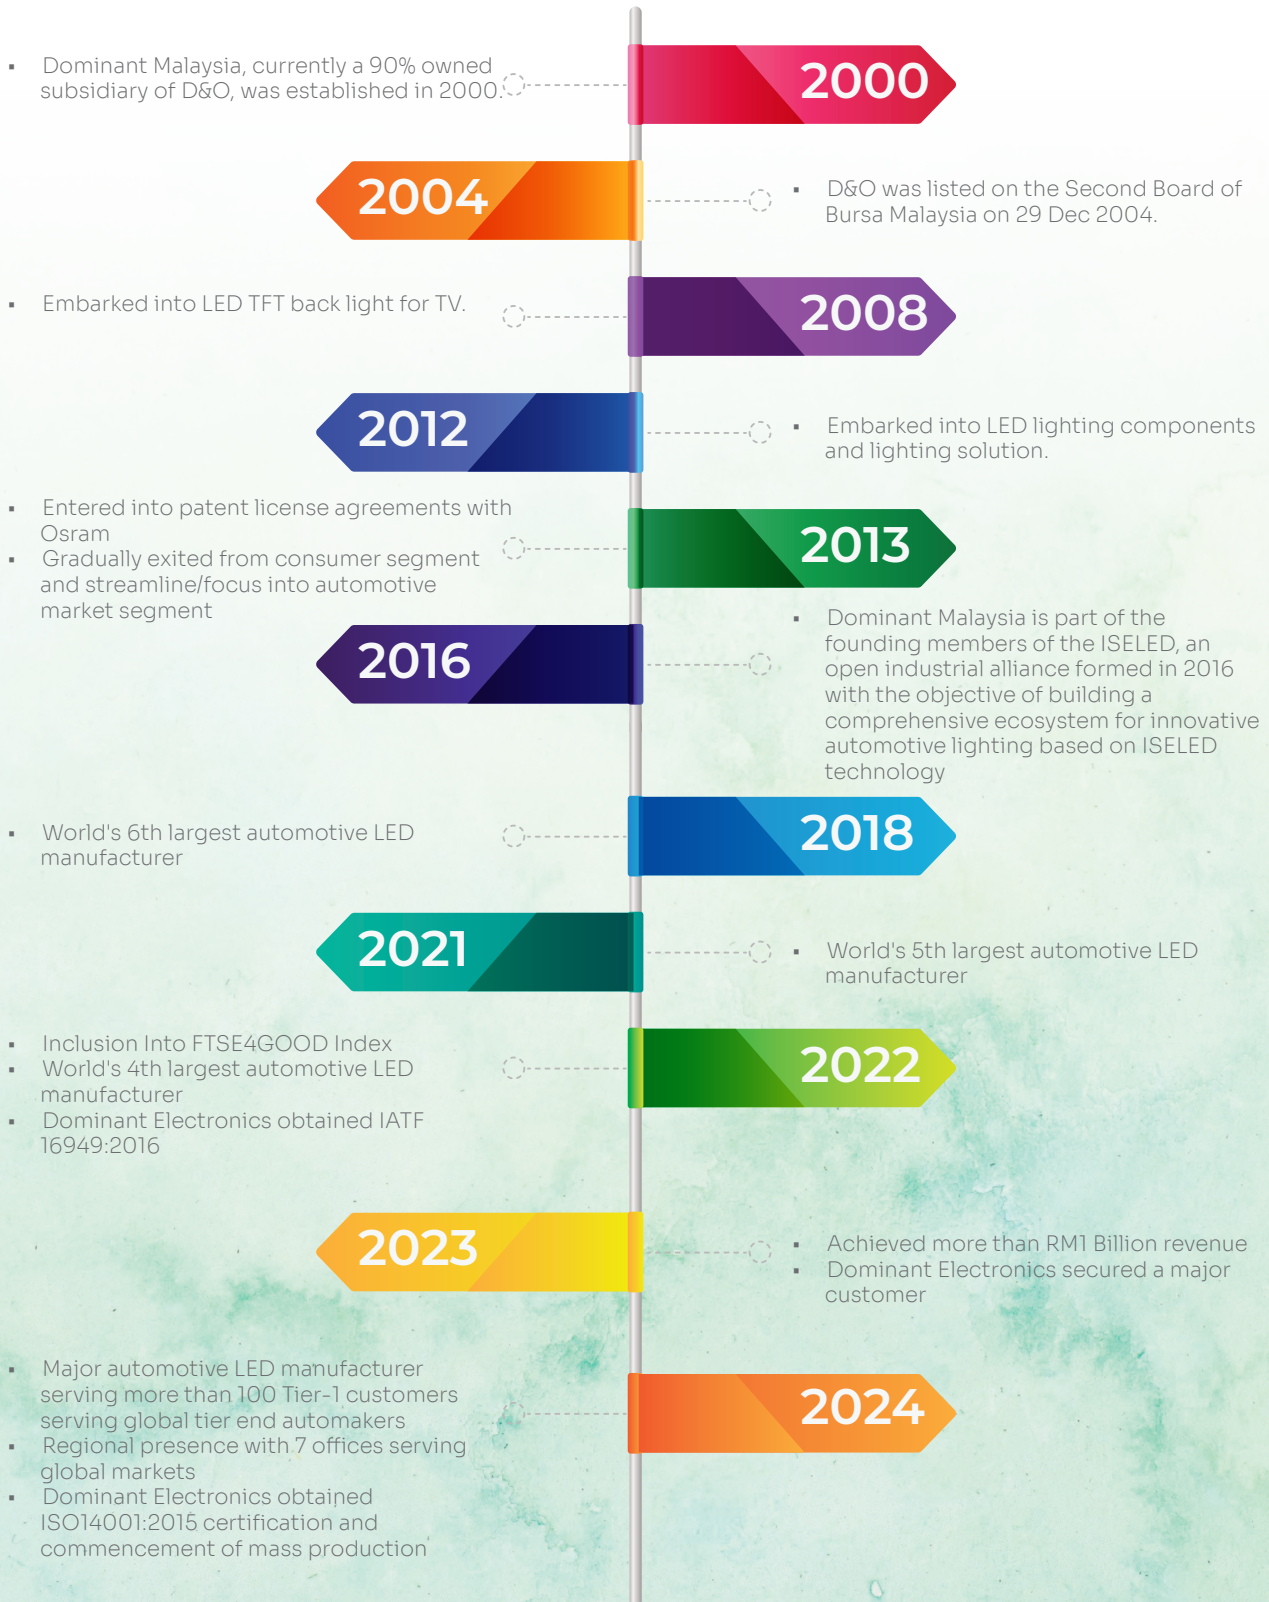 ▪ Dominant Malaysia, currently a 90% owned
subsidiary of D&O, was established in 2000.
2000
2004
▪ D&O was listed on the Second Board of
Bursa Malaysia on 29 Dec 2004.
▪ Embarked into LED TFT back light for TV.
2008
2012
▪ Embarked into LED lighting components
and lighting solution.
▪ Entered into patent license agreements with
Osram
▪ Gradually exited from consumer segment
and streamline/focus into automotive
market segment
2013
2016
▪ Dominant Malaysia is part of the
founding members of the ISELED, an
open industrial alliance formed in 2016
with the objective of building a
comprehensive ecosystem for innovative
automotive lighting based on ISELED
technology
▪ World's 6th largest automotive LED
manufacturer
2018
2021
▪ World's 5th largest automotive LED
manufacturer
▪ Inclusion Into FTSE4GOOD Index
▪ World's 4th largest automotive LED
manufacturer
▪ Dominant Electronics obtained IATF
16949:2016
2022
2023
▪ Achieved more than RM1 Billion revenue
▪ Dominant Electronics secured a major
customer
▪ Major automotive LED manufacturer
serving more than 100 Tier-1 customers
serving global tier end automakers
▪ Regional presence with 7 offices serving
global markets
▪ Dominant Electronics obtained
ISO14001:2015 certification and
commencement of mass production
2024